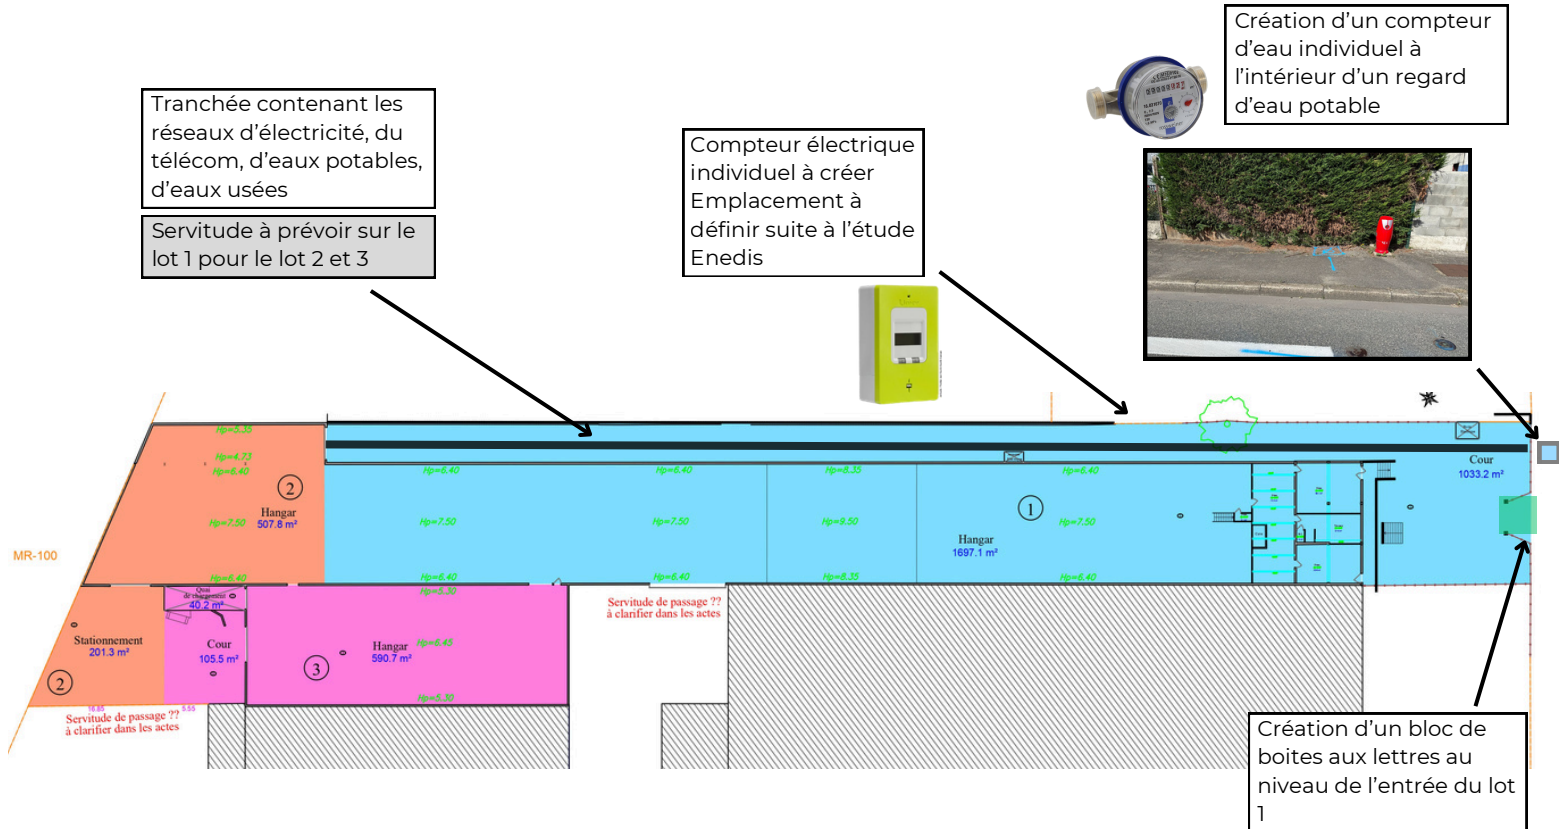 Création d’un compteur
d’eau individuel à
l’intérieur d’un regard
d’eau potable
Tranchée contenant les
réseaux d’électricité, du
télécom, d’eaux potables,
d’eaux usées
Servitude à prévoir sur le
lot 1 pour le lot 2 et 3
Compteur électrique
individuel à créer
Emplacement à
définir suite à l’étude
Enedis
Hp=5.35
Hp=4.73
Hp=6.40
Hp=6.40
Hp=6.40
Hp=8.35
Hp=6.40
Cour
1033.2 m²
2
Hangar
507.8 m²
Hp=7.50
Hp=7.50
Hp=7.50
Hp=9.50
1
Hp=7.50
Hangar
1697.1 m²
MR-100
Hp=6.40
Hp=6.40
Hp=6.40
Hp=8.35
Hp=6.40
Quai
de chargement
40.2 m²
Hp=5.30
Servitude de passage ??
à clarifier dans les actes
Stationnement
201.3 m²
Cour
105.5 m²
Hangar
590.7 m²
Hp=6.45
3
2
Hp=5.30
16.85
5.55
Servitude de passage ??
à clarifier dans les actes
Création d’un bloc de
boites aux lettres au
niveau de l’entrée du lot
1